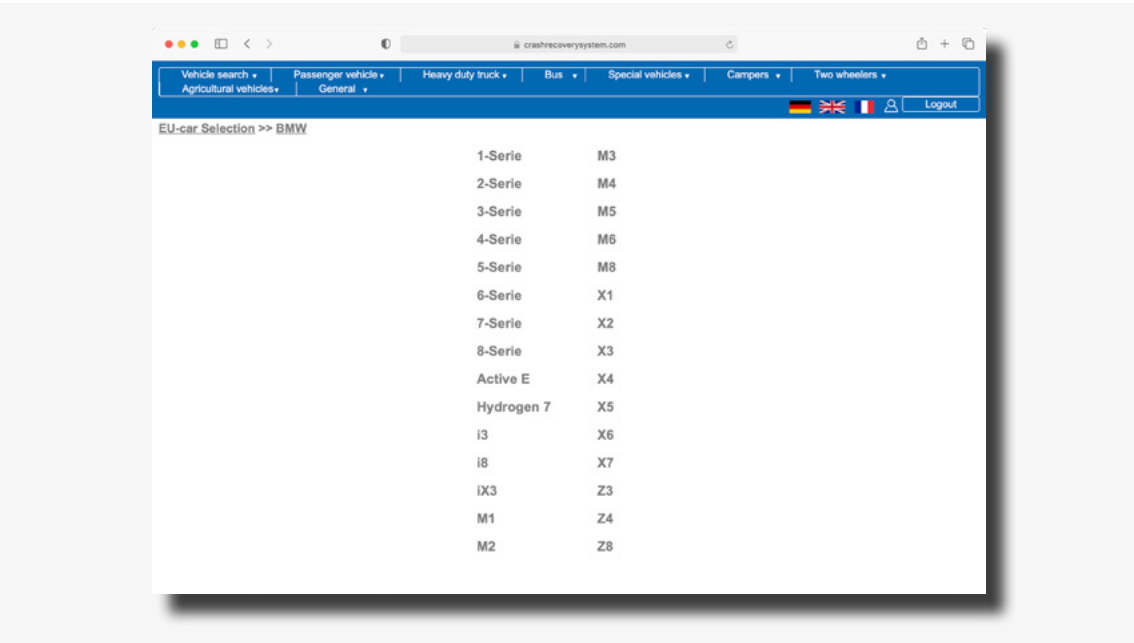 crashrecoverysystem.com
Vehicle search
Passenger vehicle
Heavy duty truck
Bus
Special vehicles
Campers
Two wheelers
Agricultural vehicles
General
Logout
EU-car Selection >> BMW
1-Serie
2-Serie
3-Serie
4-Serie
5-Serie
6-Serie
7-Serie
8-Serie
Active E
Hydrogen 7
i3
i8
iX3
M1
M2
M3
M4
M5
M6
M8
X1
X2
X3
X4
X5
X6
X7
Z3
Z4
Z8